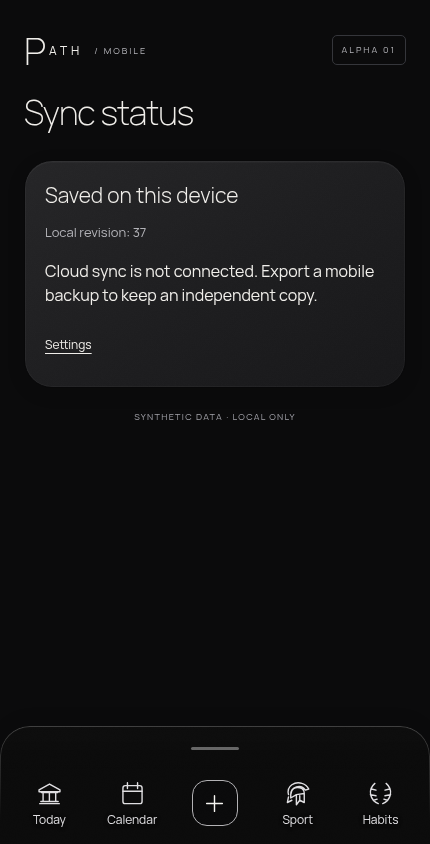 PATH / MOBILE
ALPHA 01
Sync status
Saved on this device
Local revision: 37
Cloud sync is not connected. Export a mobile
backup to keep an independent copy.
Settings
SYNTHETIC DATA · LOCAL ONLY
Today
Calendar
Sport
Habits